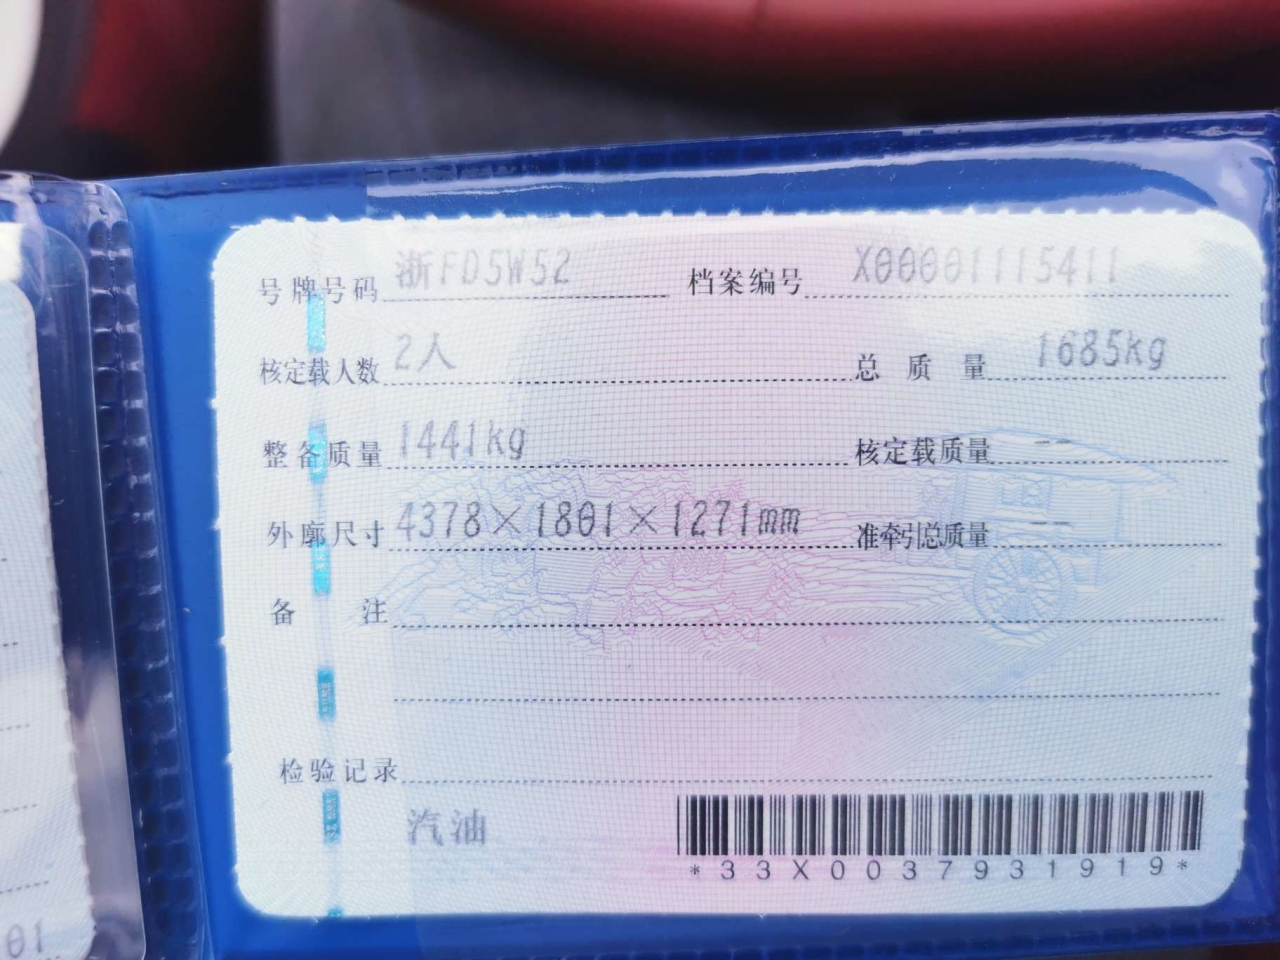 号牌号码 浙FD5W52 档案编号 X00001115411
核定载人数 2人 总质量 1685kg
整备质量 1441kg 核定载质量 --
外廓尺寸 4378×1801×1271mm 准牵引总质量 --
备注
检验记录
汽油
*33X0037931919*
01